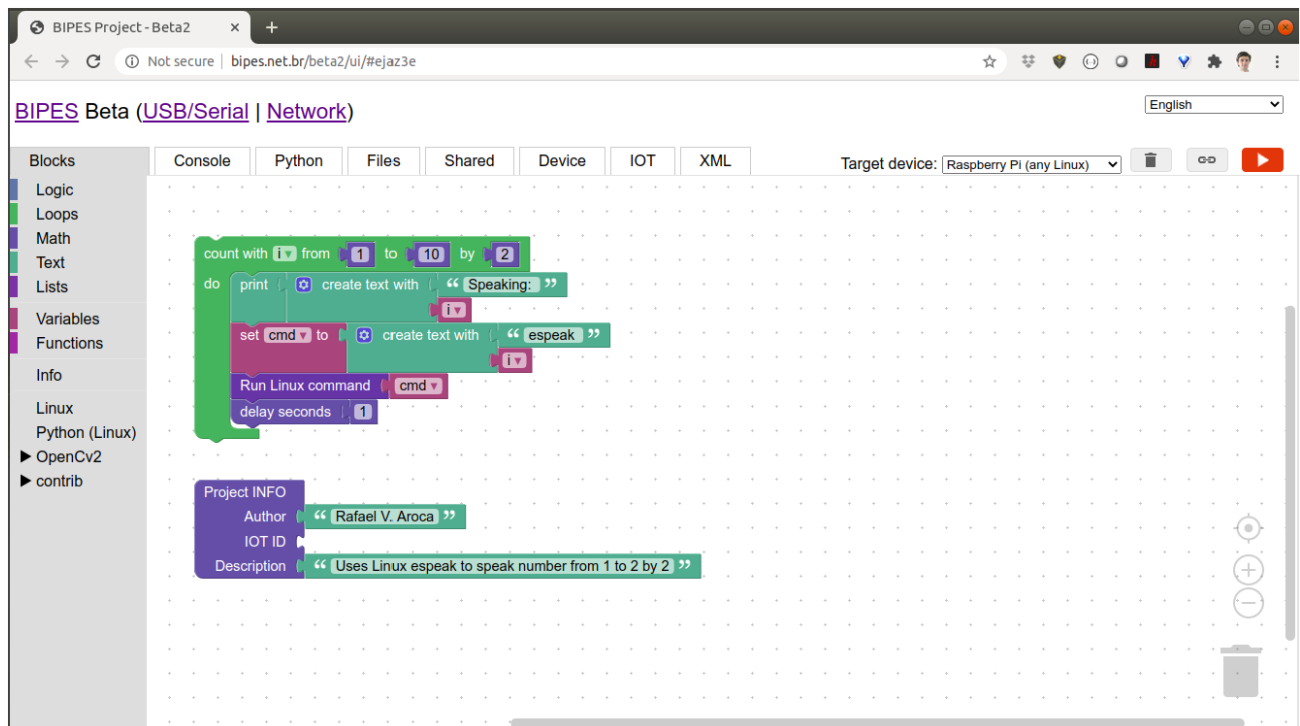 BIPES Project - Beta2 × +
Not secure | bipes.net.br/beta2/ui/#ejaz3e
BIPES Beta (USB/Serial | Network)
English
Blocks Console Python Files Shared Device IOT XML Target device: Raspberry Pi (any Linux)
Logic
Loops
Math
Text
Lists
Variables
Functions
Info
Linux
Python (Linux)
OpenCv2
contrib
count with i from 1 to 10 by 2
do print create text with “ Speaking: ”
i
set cmd to create text with “ espeak ”
i
Run Linux command cmd
delay seconds 1
Project INFO
Author “ Rafael V. Aroca ”
IOT ID
Description “ Uses Linux espeak to speak number from 1 to 2 by 2 ”